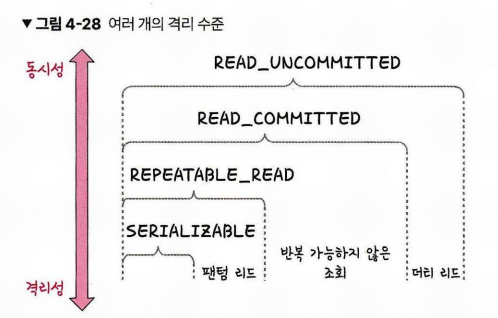 ▼ 그림 4-28 여러 개의 격리 수준
동시성
READ_UNCOMMITTED
READ_COMMITTED
REPEATABLE_READ
SERIALIZABLE
팬텀 리드
반복 가능하지 않은
조회
더티 리드
격리성